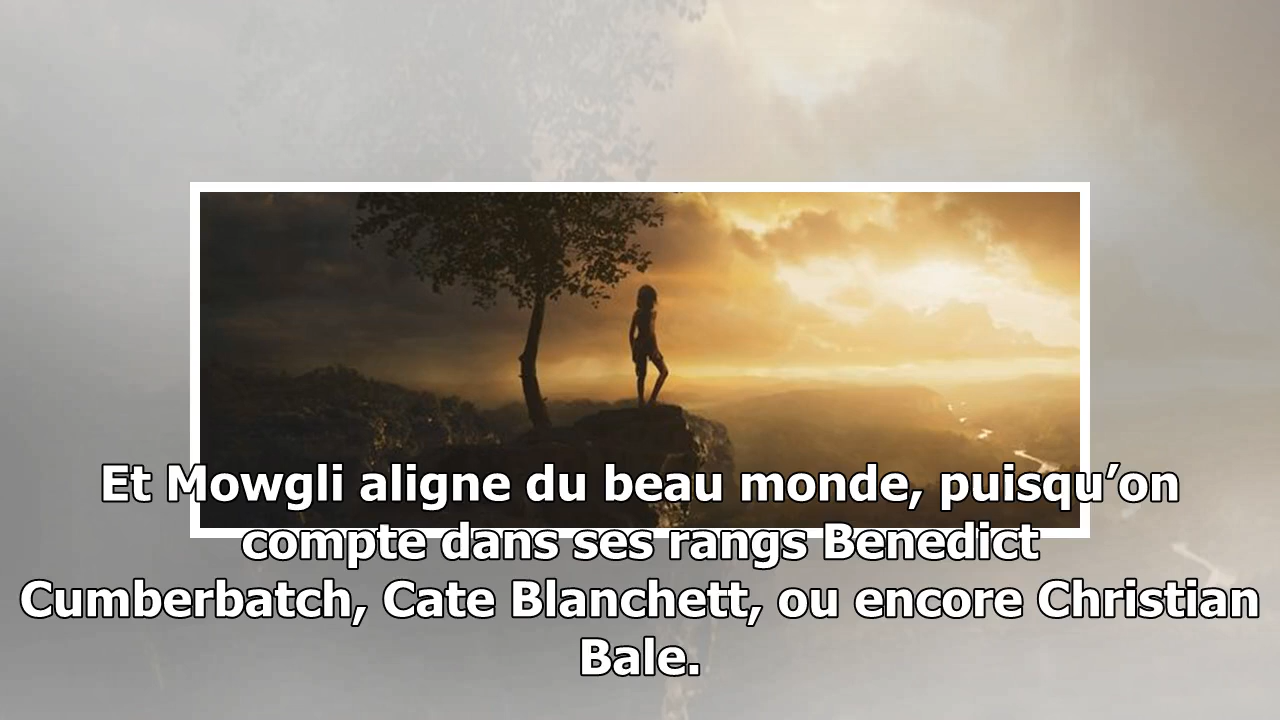 Et Mowgli aligne du beau monde, puisqu’on
compte dans ses rangs Benedict
Cumberbatch, Cate Blanchett, ou encore Christian
Bale.